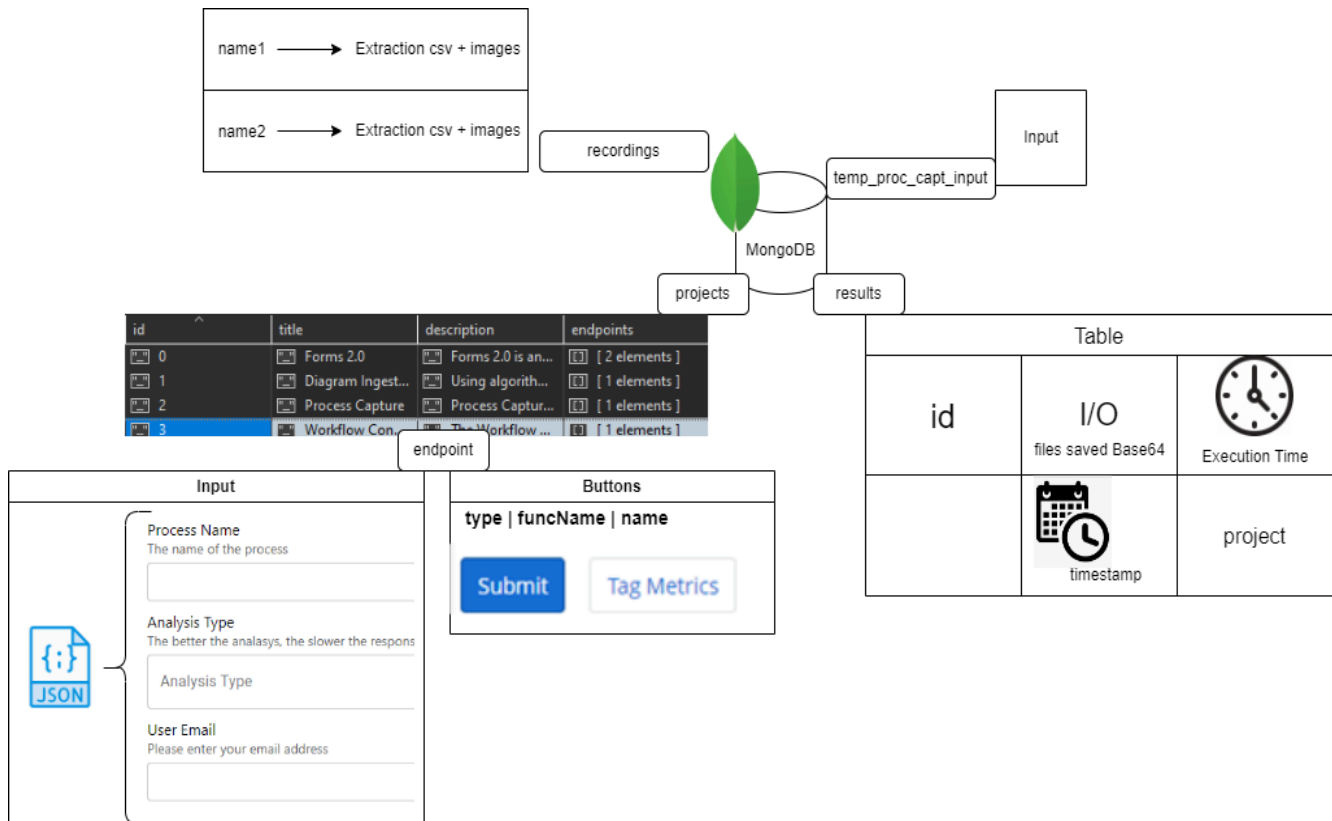 name1
Extraction csv + images
name2
Extraction csv + images
recordings
Input
temp_proc_capt_input
MongoDB
projects
results
id title description endpoints
0 Forms 2.0 Forms 2.0 is an... [ 2 elements ]
1 Diagram Ingest... Using algorith... [ 1 elements ]
2 Process Capture Process Captur... [ 1 elements ]
3 Workflow Con... The Workflow ... [ 1 elements ]
endpoint
Table
id
I/O
files saved Base64
Execution Time
timestamp
project
Input
Process Name
The name of the process
Analysis Type
The better the analasys, the slower the respons
Analysis Type
User Email
Please enter your email address
{;}
JSON
Buttons
type | funcName | name
Submit
Tag Metrics